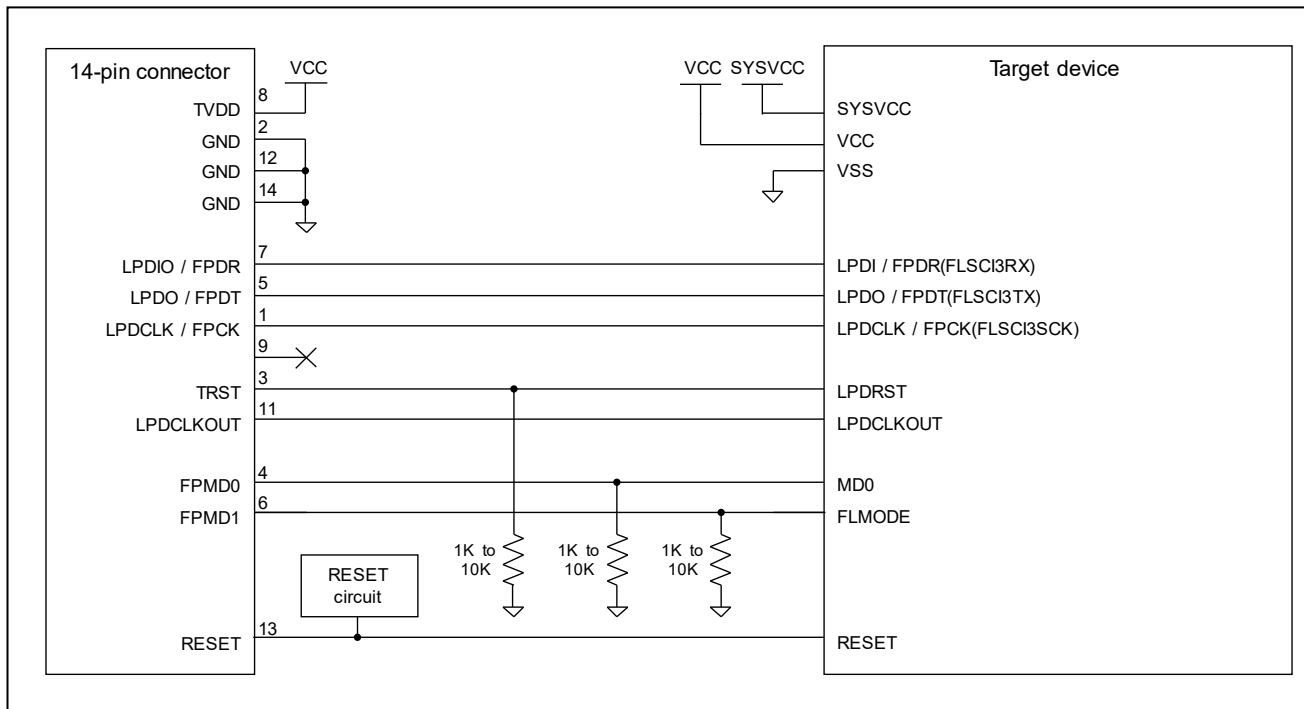 14-pin connector
VCC
VCC
SYSVCC
Target device
8
TVDD
SYSVCC
2
GND
VCC
12
GND
VSS
14
GND
7
LPDIO / FPDR
LPDI / FPDR(FLSCI3RX)
5
LPDO / FPDT
LPDO / FPDT(FLSCI3TX)
1
LPDCLK / FPCK
LPDCLK / FPCK(FLSCI3SCK)
9
3
TRST
LPDRST
11
LPDCLKOUT
LPDCLKOUT
4
FPMD0
MD0
6
FPMD1
FLMODE
1K to
10K
1K to
10K
1K to
10K
RESET
circuit
13
RESET
RESET